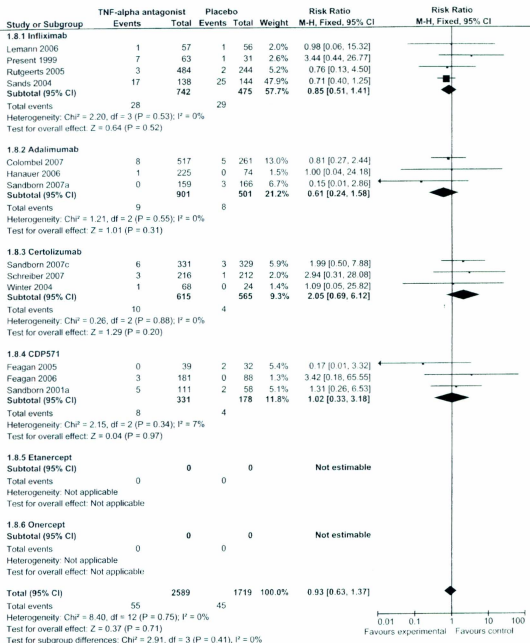 TNF-alpha antagonist Placebo Risk Ratio Risk Ratio
Study or Subgroup Events Total Events Total Weight M-H, Fixed, 95% CI M-H, Fixed, 95% CI
1.8.1 Infliximab
Lemann 2006 1 57 1 56 2.0% 0.98 [0.06, 15.32]
Present 1999 7 63 1 31 2.6% 3.44 [0.44, 26.77]
Rutgeerts 2005 3 484 2 244 5.2% 0.76 [0.13, 4.50]
Sands 2004 17 138 25 144 47.9% 0.71 [0.40, 1.25]
Subtotal (95% CI) 742 475 57.7% 0.85 [0.51, 1.41]
Total events 28 29
Heterogeneity: Chi² = 2.20, df = 3 (P = 0.53); I² = 0%
Test for overall effect: Z = 0.64 (P = 0.52)
1.8.2 Adalimumab
Colombel 2007 8 517 5 261 13.0% 0.81 [0.27, 2.44]
Hanauer 2006 1 225 0 74 1.5% 1.00 [0.04, 24.18]
Sandborn 2007a 0 159 3 166 6.7% 0.15 [0.01, 2.86]
Subtotal (95% CI) 901 501 21.2% 0.61 [0.24, 1.58]
Total events 9 8
Heterogeneity: Chi² = 1.21, df = 2 (P = 0.55); I² = 0%
Test for overall effect: Z = 1.01 (P = 0.31)
1.8.3 Certolizumab
Sandborn 2007c 6 331 3 329 5.9% 1.99 [0.50, 7.88]
Schreiber 2007 3 216 1 212 2.0% 2.94 [0.31, 28.08]
Winter 2004 1 68 0 24 1.4% 1.09 [0.05, 25.82]
Subtotal (95% CI) 615 565 9.3% 2.05 [0.69, 6.12]
Total events 10 4
Heterogeneity: Chi² = 0.26, df = 2 (P = 0.88); I² = 0%
Test for overall effect: Z = 1.29 (P = 0.20)
1.8.4 CDP571
Feagan 2005 0 39 2 32 5.4% 0.17 [0.01, 3.32]
Feagan 2006 3 181 0 88 1.3% 3.42 [0.18, 65.55]
Sandborn 2001a 5 111 2 58 5.1% 1.31 [0.26, 6.53]
Subtotal (95% CI) 331 178 11.8% 1.02 [0.33, 3.18]
Total events 8 4
Heterogeneity: Chi² = 2.15, df = 2 (P = 0.34); I² = 7%
Test for overall effect: Z = 0.04 (P = 0.97)
1.8.5 Etanercept
Subtotal (95% CI) 0 0 Not estimable
Total events 0 0
Heterogeneity: Not applicable
Test for overall effect: Not applicable
1.8.6 Onercept
Subtotal (95% CI) 0 0 Not estimable
Total events 0 0
Heterogeneity: Not applicable
Test for overall effect: Not applicable
Total (95% CI) 2589 1719 100.0% 0.93 [0.63, 1.37]
Total events 55 45
Heterogeneity: Chi² = 8.40, df = 12 (P = 0.75); I² = 0%
Test for overall effect: Z = 0.37 (P = 0.71)
Test for subgroup differences: Chi² = 2.91, df = 3 (P = 0.41), I² = 0%
0.01 0.1 1 10 100
Favours experimental Favours control